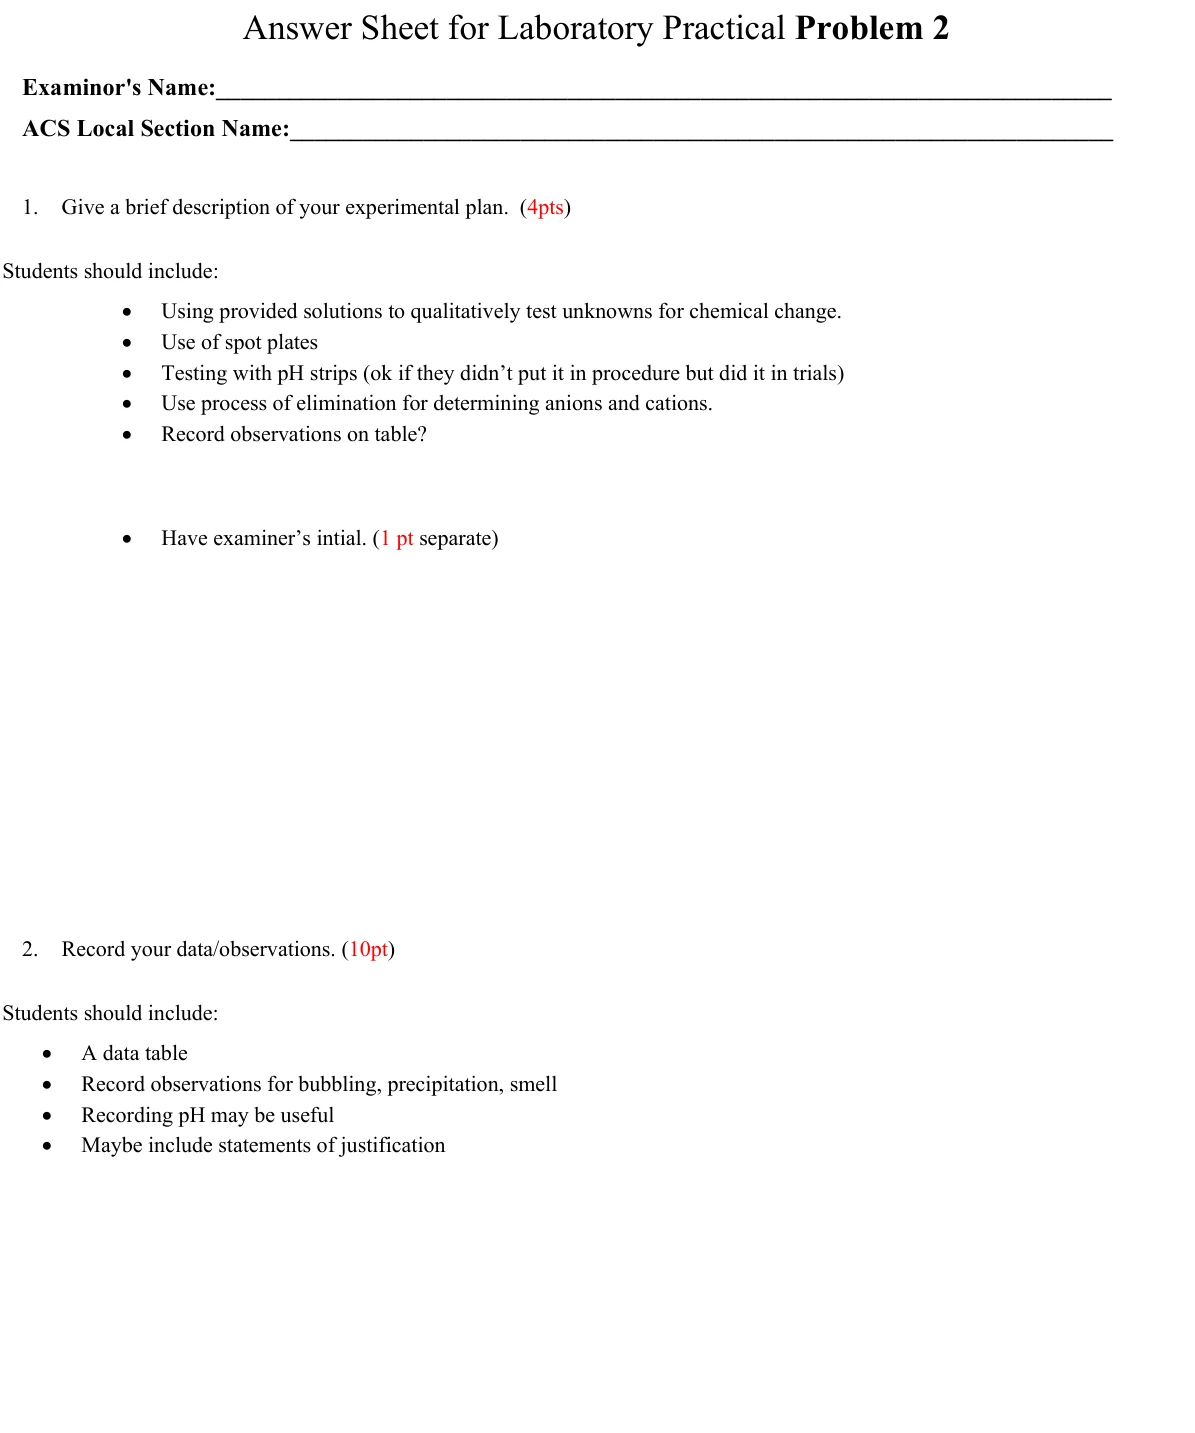 Answer Sheet for Laboratory Practical Problem 2
Examinor's Name:
ACS Local Section Name:
1. Give a brief description of your experimental plan. (4pts)
Students should include:
• Using provided solutions to qualitatively test unknowns for chemical change.
• Use of spot plates
• Testing with pH strips (ok if they didn’t put it in procedure but did it in trials)
• Use process of elimination for determining anions and cations.
• Record observations on table?
• Have examiner’s intial. (1 pt separate)
2. Record your data/observations. (10pt)
Students should include:
• A data table
• Record observations for bubbling, precipitation, smell
• Recording pH may be useful
• Maybe include statements of justification